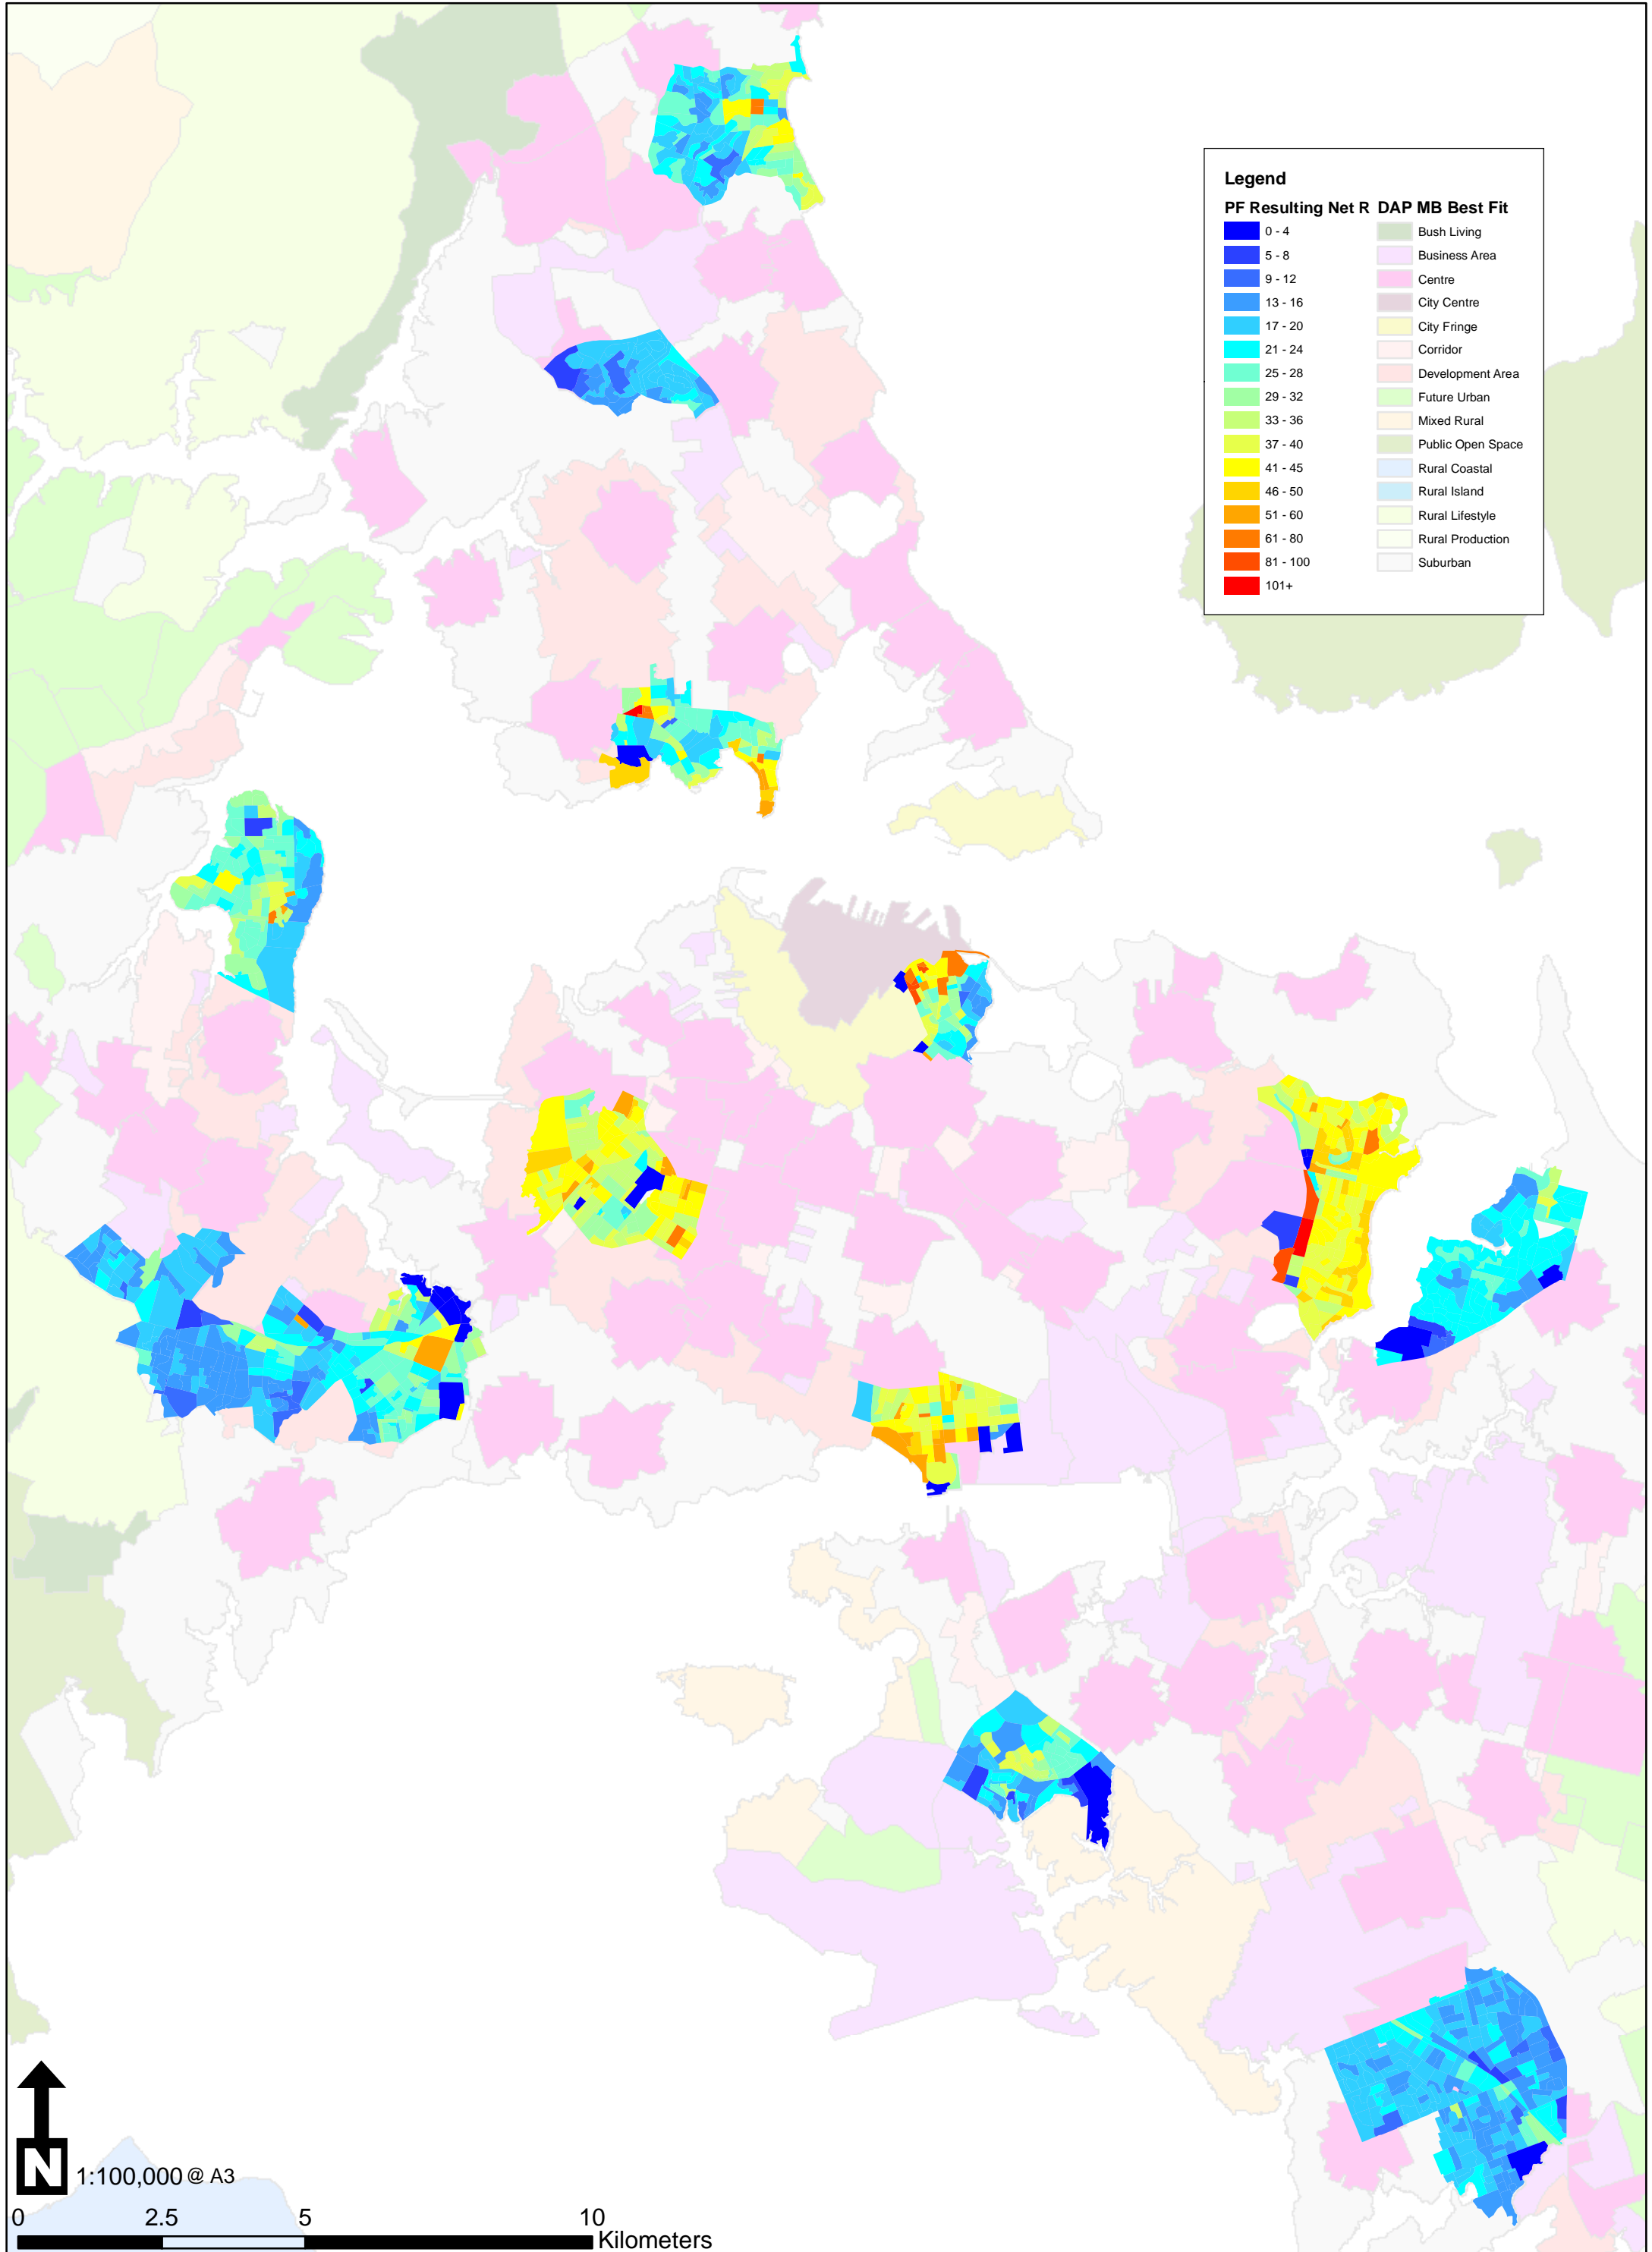 Legend
PF Resulting Net R DAP MB Best Fit
0 - 4
5 - 8
9 - 12
13 - 16
17 - 20
21 - 24
25 - 28
29 - 32
33 - 36
37 - 40
41 - 45
46 - 50
51 - 60
61 - 80
81 - 100
101+
Bush Living
Business Area
Centre
City Centre
City Fringe
Corridor
Development Area
Future Urban
Mixed Rural
Public Open Space
Rural Coastal
Rural Island
Rural Lifestyle
Rural Production
Suburban
N
1:100,000 @ A3
0 2.5 5 10
Kilometers